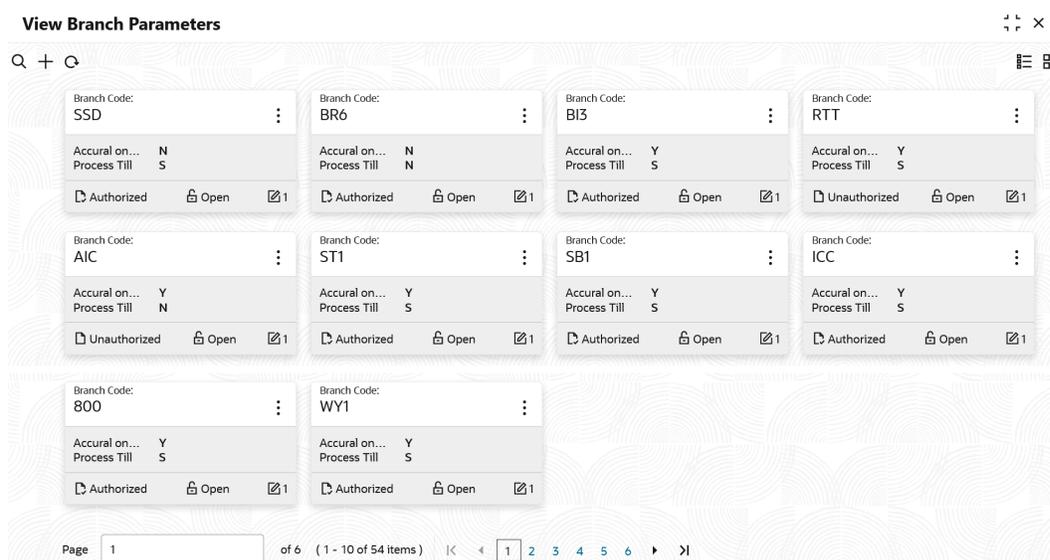 View Branch Parameters
Branch Code:
SSD
Accural on... N
Process Till S
Authorized Open 1
Branch Code:
BR6
Accural on... N
Process Till N
Authorized Open 1
Branch Code:
BI3
Accural on... Y
Process Till S
Authorized Open 1
Branch Code:
RTT
Accural on... Y
Process Till S
Unauthorized Open 1
Branch Code:
AIC
Accural on... Y
Process Till N
Unauthorized Open 1
Branch Code:
ST1
Accural on... Y
Process Till S
Authorized Open 1
Branch Code:
SB1
Accural on... Y
Process Till S
Authorized Open 1
Branch Code:
ICC
Accural on... Y
Process Till S
Authorized Open 1
Branch Code:
800
Accural on... Y
Process Till S
Authorized Open 1
Branch Code:
WY1
Accural on... Y
Process Till S
Authorized Open 1
Page 1 of 6 ( 1 - 10 of 54 items ) 1 2 3 4 5 6